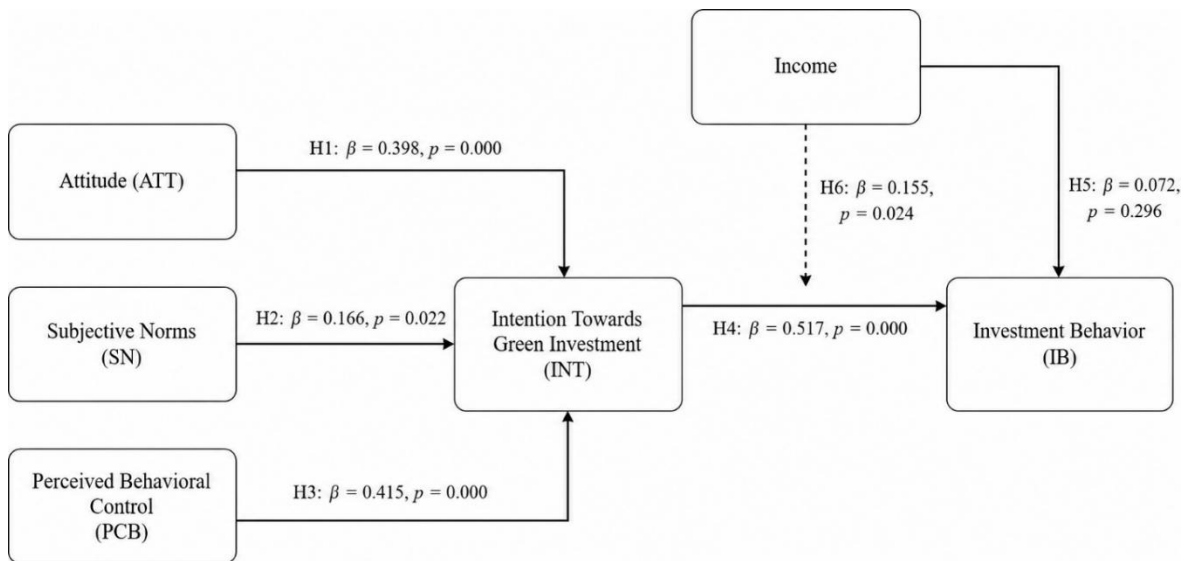 Income
Attitude (ATT)
H1: β = 0.398, p = 0.000
H6: β = 0.155,
p = 0.024
H5: β = 0.072,
p = 0.296
Subjective Norms
(SN)
H2: β = 0.166, p = 0.022
Intention Towards
Green Investment
(INT)
H4: β = 0.517, p = 0.000
Investment Behavior
(IB)
Perceived Behavioral
Control
(PCB)
H3: β = 0.415, p = 0.000